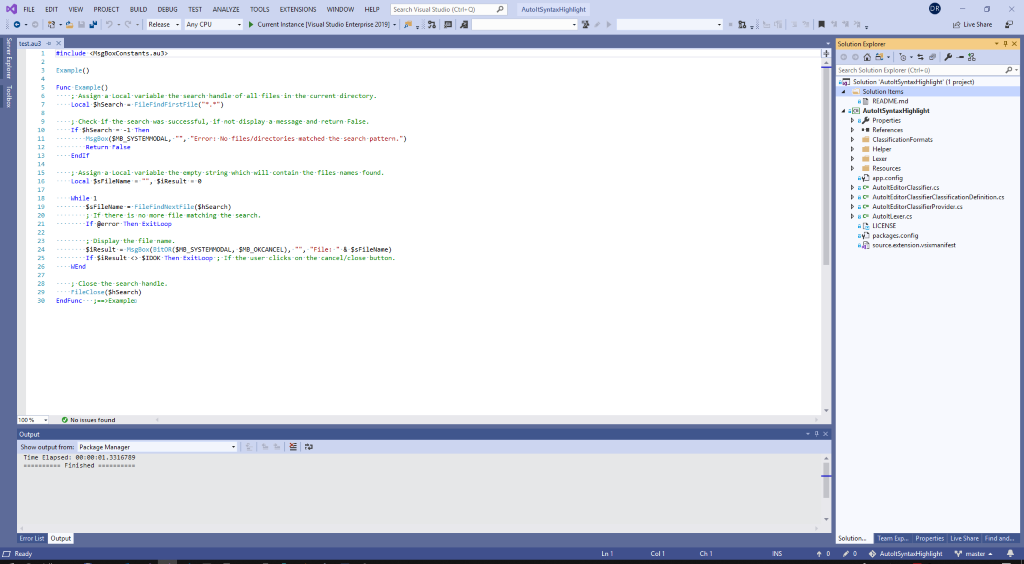 FILE EDIT VIEW PROJECT BUILD DEBUG TEST ANALYZE TOOLS EXTENSIONS WINDOW HELP Search Visual Studio (Ctrl+Q) AutoItSyntaxHighlight DR
Release Any CPU Current Instance [Visual Studio Enterprise 2019] Live Share
Server Explorer
Toolbox
test.au3
1 #include <MsgBoxConstants.au3>
2
3 Example()
4
5 Func Example()
6 ; Assign a Local variable the search handle of all files in the current directory.
7 Local $hSearch = FileFindFirstFile("*.*")
8
9 ; Check if the search was successful, if not display a message and return False.
10 If $hSearch = -1 Then
11 MsgBox($MB_SYSTEMMODAL, "", "Error: No files/directories matched the search pattern.")
12 Return False
13 EndIf
14
15 ; Assign a Local variable the empty string which will contain the files names found.
16 Local $sFileName = "", $iResult = 0
17
18 While 1
19 $sFileName = FileFindNextFile($hSearch)
20 ; If there is no more file matching the search.
21 If @error Then ExitLoop
22
23 ; Display the file name.
24 $iResult = MsgBox(BitOR($MB_SYSTEMMODAL, $MB_OKCANCEL), "", "File: " & $sFileName)
25 If $iResult <> $IDOK Then ExitLoop ; If the user clicks on the cancel/close button.
26 WEnd
27
28 ; Close the search handle.
29 FileClose($hSearch)
30 EndFunc ;==>Example
100 % No issues found
Output
Show output from: Package Manager
Time Elapsed: 00:00:01.3316789
========== Finished ==========
Error List Output
Solution Explorer
Search Solution Explorer (Ctrl+ü)
Solution 'AutoItSyntaxHighlight' (1 project)
Solution Items
README.md
AutoItSyntaxHighlight
Properties
References
ClassificationFormats
Helper
Lexer
Resources
app.config
AutoItEditorClassifier.cs
AutoItEditorClassifierClassificationDefinition.cs
AutoItEditorClassifierProvider.cs
AutoItLexer.cs
LICENSE
packages.config
source.extension.vsixmanifest
Solution... Team Exp... Properties Live Share Find and...
Ready Ln 1 Col 1 Ch 1 INS 0 0 AutoItSyntaxHighlight master